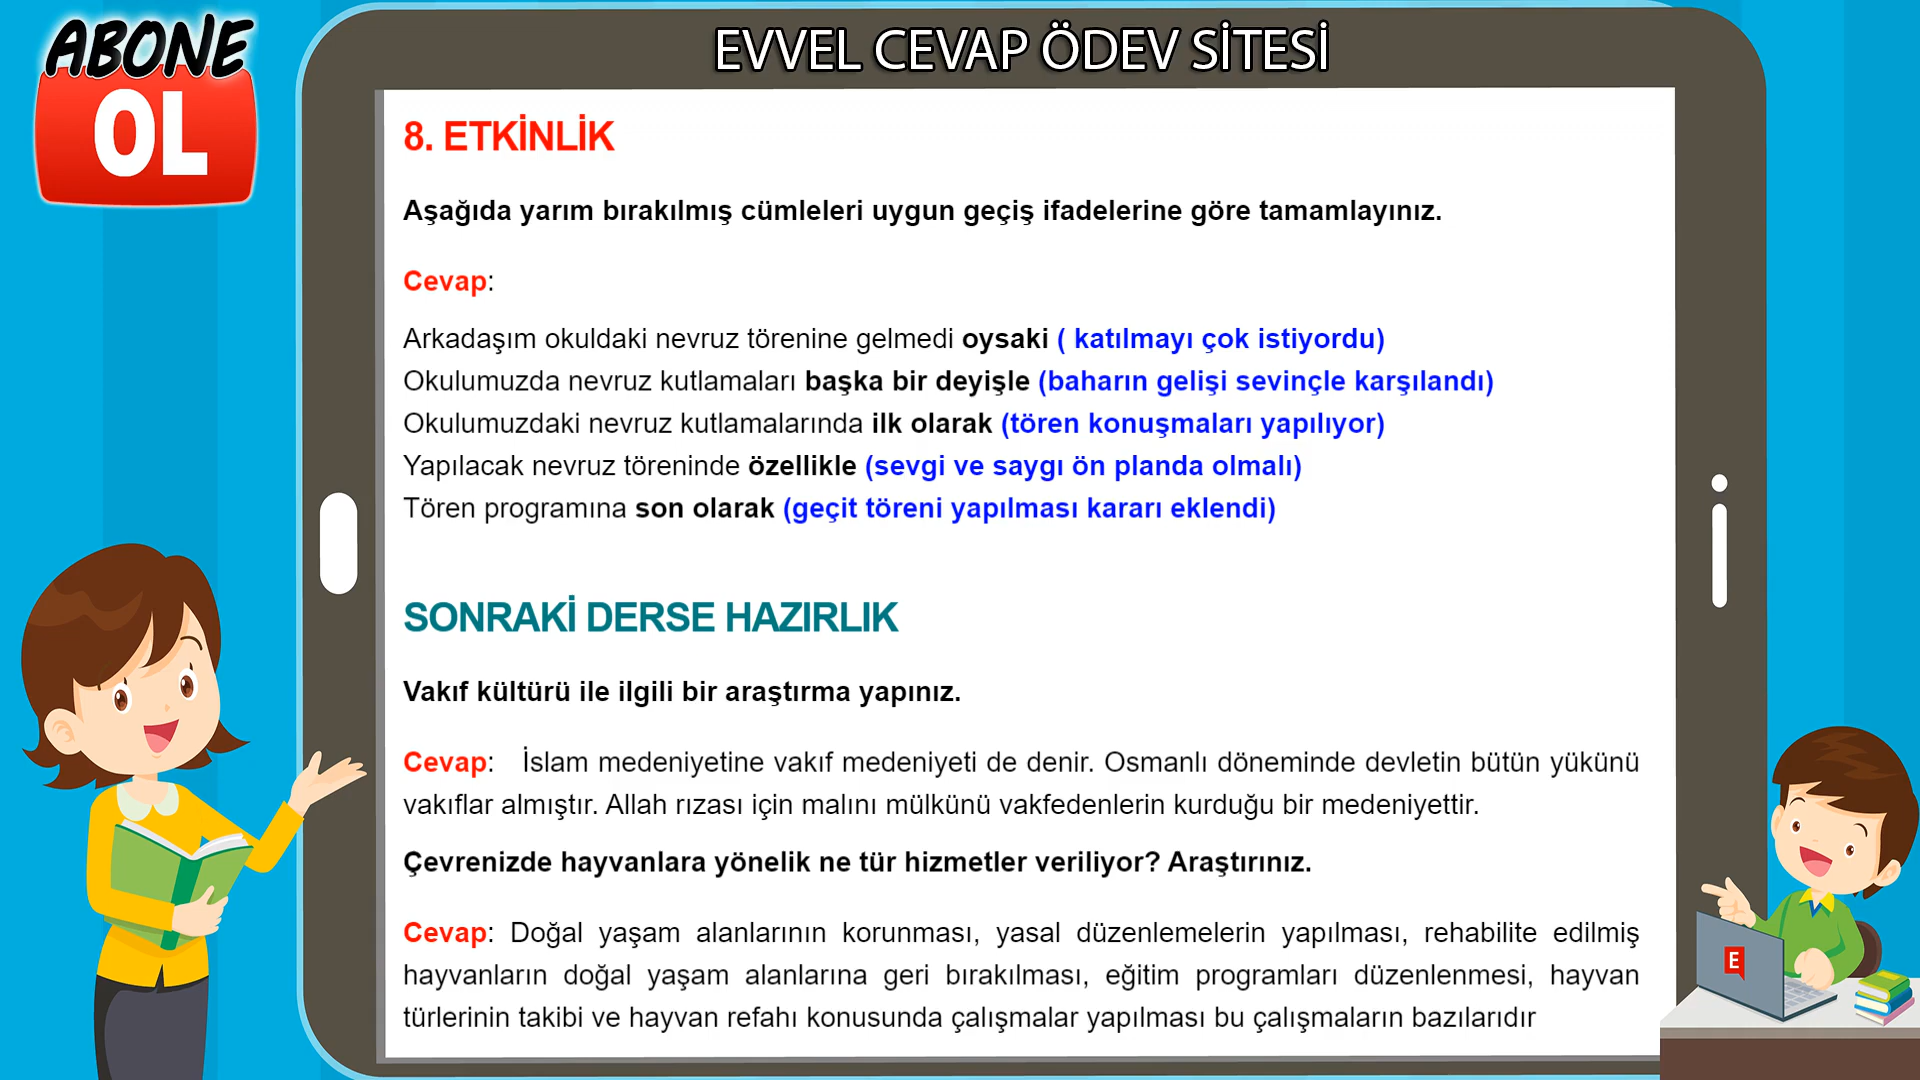 ABONE
OL
EVVEL CEVAP ÖDEV SİTESİ
8. ETKİNLİK
Aşağıda yarım bırakılmış cümleleri uygun geçiş ifadelerine göre tamamlayınız.
Cevap:
Arkadaşım okuldaki nevruz törenine gelmedi oysaki ( katılmayı çok istiyordu)
Okulumuzda nevruz kutlamaları başka bir deyişle (baharın gelişi sevinçle karşılandı)
Okulumuzdaki nevruz kutlamalarında ilk olarak (tören konuşmaları yapılıyor)
Yapılacak nevruz töreninde özellikle (sevgi ve saygı ön planda olmalı)
Tören programına son olarak (geçit töreni yapılması kararı eklendi)
SONRAKİ DERSE HAZIRLIK
Vakıf kültürü ile ilgili bir araştırma yapınız.
Cevap: İslam medeniyetine vakıf medeniyeti de denir. Osmanlı döneminde devletin bütün yükünü
vakıflar almıştır. Allah rızası için malını mülkünü vakfedenlerin kurduğu bir medeniyettir.
Çevrenizde hayvanlara yönelik ne tür hizmetler veriliyor? Araştırınız.
Cevap: Doğal yaşam alanlarının korunması, yasal düzenlemelerin yapılması, rehabilite edilmiş
hayvanların doğal yaşam alanlarına geri bırakılması, eğitim programları düzenlenmesi, hayvan
türlerinin takibi ve hayvan refahı konusunda çalışmalar yapılması bu çalışmaların bazılarıdır
E